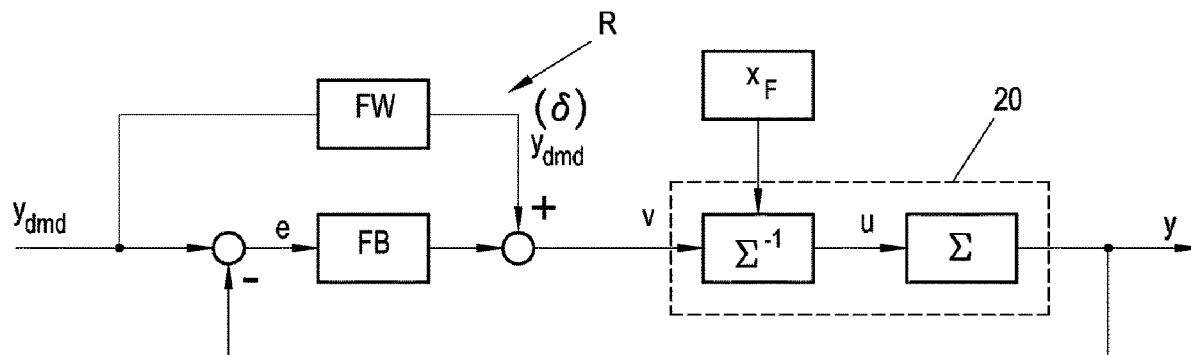 R
FW
(δ)
y_dmd
x_F
20
y_dmd
e
FB
+
-
v
Σ⁻¹
u
Σ
y